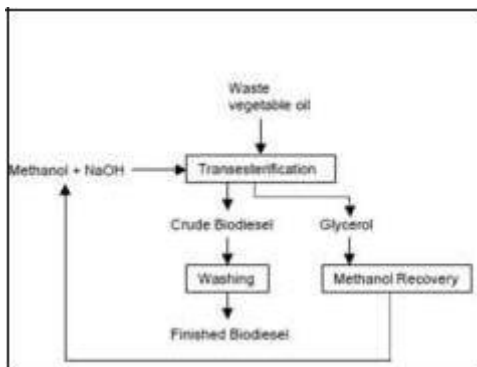 Waste
vegetable oil
Methanol + NaOH
Transesterification
Crude Biodiesel
Glycerol
Washing
Methanol Recovery
Finished Biodiesel